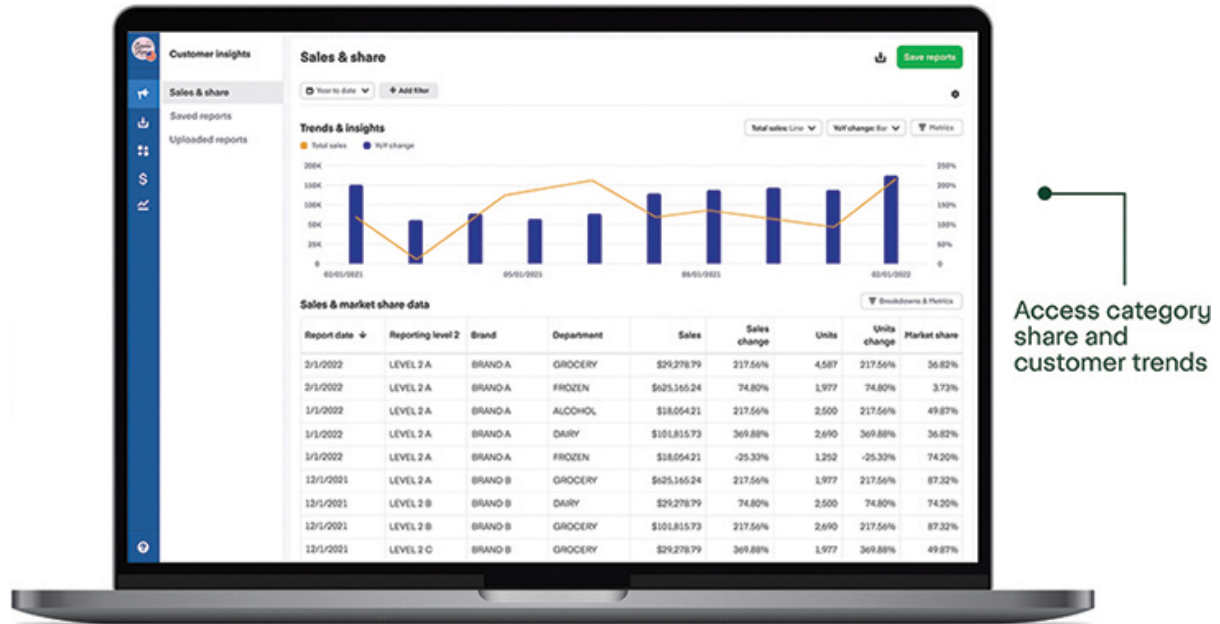 Customer insights
Sales & share
Saved reports
Uploaded reports
Sales & share
Save reports
Year to date
+ Add filter
Trends & insights
Total sales: Line
YoY change: Bar
Metrics
Total sales
YoY change
200K
150K
100K
50K
25K
0
250%
200%
150%
100%
50%
0
02/01/2021
05/01/2021
02/01/2022
Sales & market share data
Breakdowns & Metrics
Report date Reporting level 2 Brand Department Sales Sales change Units Units change Market share
2/1/2022 LEVEL 2 A BRAND A GROCERY $29,278.79 217.56% 4,587 217.56% 36.82%
2/1/2022 LEVEL 2 A BRAND A FROZEN $625,165.24 74.80% 1,977 74.80% 3.73%
1/1/2022 LEVEL 2 A BRAND A ALCOHOL $18,054.21 217.56% 2,500 217.56% 49.87%
1/1/2022 LEVEL 2 A BRAND A DAIRY $101,815.73 369.88% 2,690 369.88% 36.82%
1/1/2022 LEVEL 2 A BRAND A FROZEN $18,054.21 -25.33% 1,252 -25.33% 74.20%
12/1/2021 LEVEL 2 A BRAND B GROCERY $625,165.24 217.56% 1,977 217.56% 87.32%
12/1/2021 LEVEL 2 B BRAND B DAIRY $29,278.79 74.80% 2,500 74.80% 74.20%
12/1/2021 LEVEL 2 B BRAND B GROCERY $101,815.73 217.56% 2,690 217.56% 87.32%
12/1/2021 LEVEL 2 C BRAND B GROCERY $29,278.79 369.88% 1,977 369.88% 49.87%
Access category
share and
customer trends